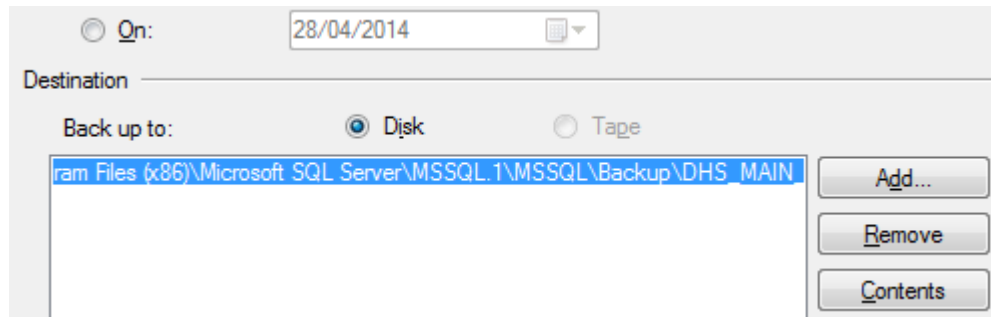 On: 28/04/2014
Destination
Back up to: Disk Tape
ram Files (x86)\Microsoft SQL Server\MSSQL.1\MSSQL\Backup\DHS_MAIN_
Add...
Remove
Contents